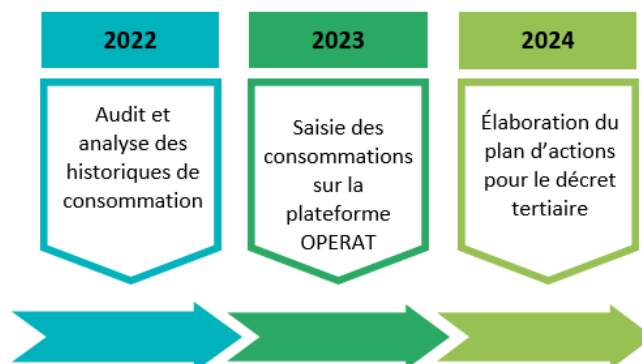 2022
Audit et
analyse des
historiques de
consommation
2023
Saisie des
consommations
sur la
plateforme
OPERAT
2024
Élaboration du
plan d'actions
pour le décret
tertiaire